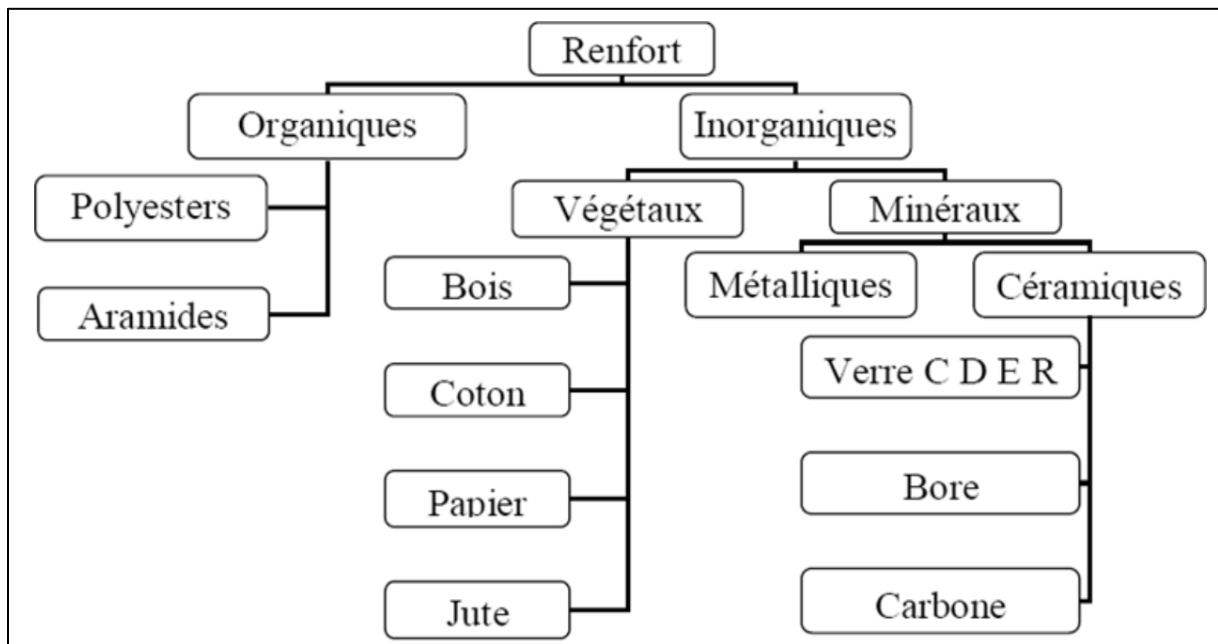 Renfort
Organiques
Inorganiques
Polyesters
Aramides
Végétaux
Minéraux
Bois
Coton
Papier
Jute
Métalliques
Céramiques
Verre C D E R
Bore
Carbone